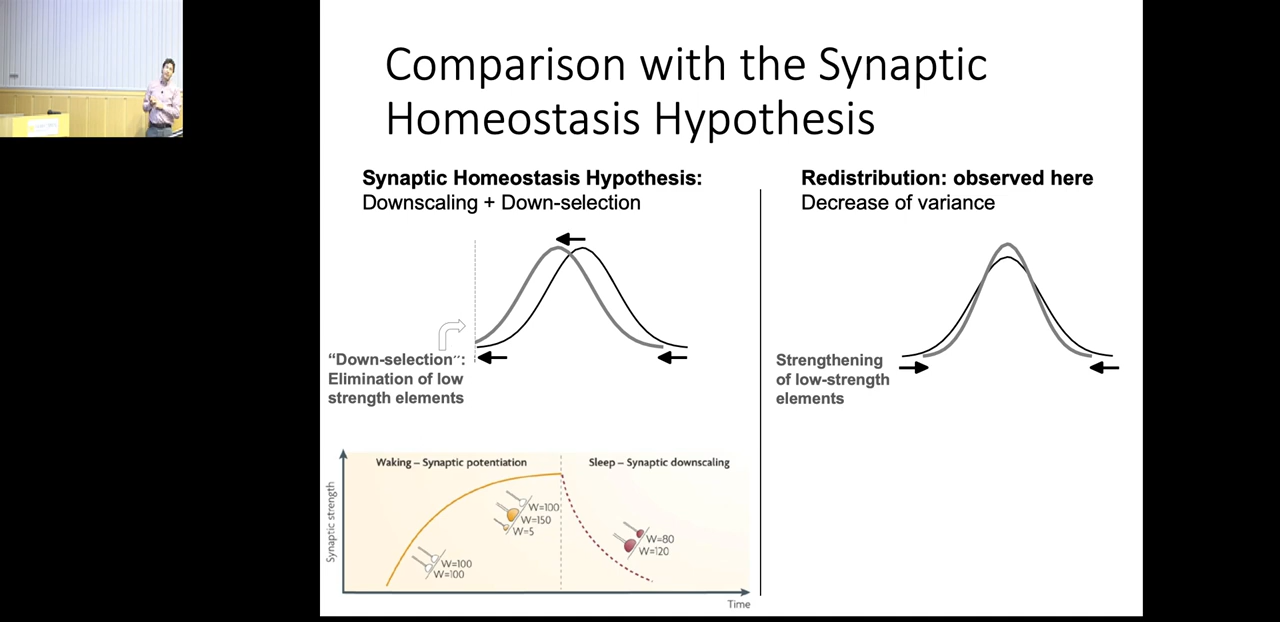 Comparison with the Synaptic
Homeostasis Hypothesis
Synaptic Homeostasis Hypothesis:
Downscaling + Down-selection
“Down-selection”:
Elimination of low
strength elements
Redistribution: observed here
Decrease of variance
Strengthening
of low-strength
elements
Synaptic strength
Waking – Synaptic potentiation
Sleep – Synaptic downscaling
W=100
W=150
W=5
W=100
W=100
W=80
W=120
Time